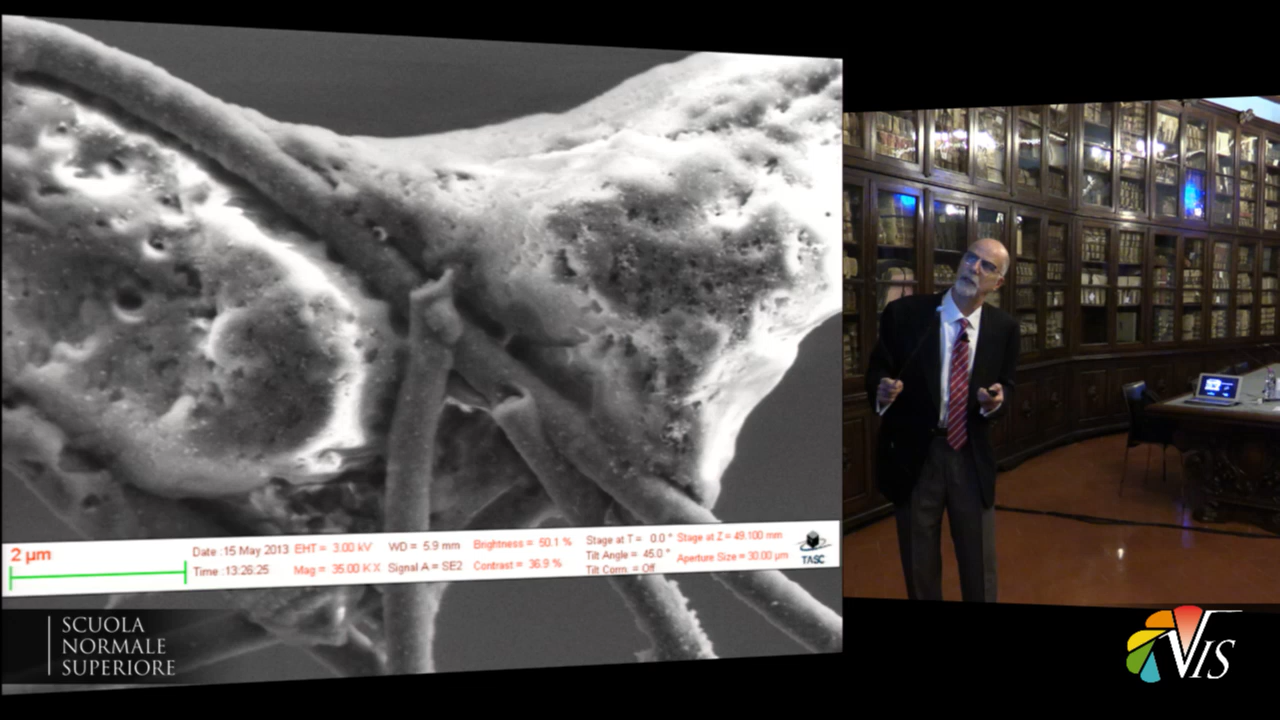 2 µm
Date :15 May 2013 EHT = 3.00 kV WD = 5.9 mm Brightness = 50.1 % Stage at T = 0.0 ° Stage at Z = 49.100 mm
Tilt Angle = 45.0 °
Time :13:26:25 Mag = 35.00 K X Signal A = SE2 Contrast = 36.9 % Tilt Corrn. = Off Aperture Size = 30.00 µm
TASC
SCUOLA
NORMALE
SUPERIORE
VIS